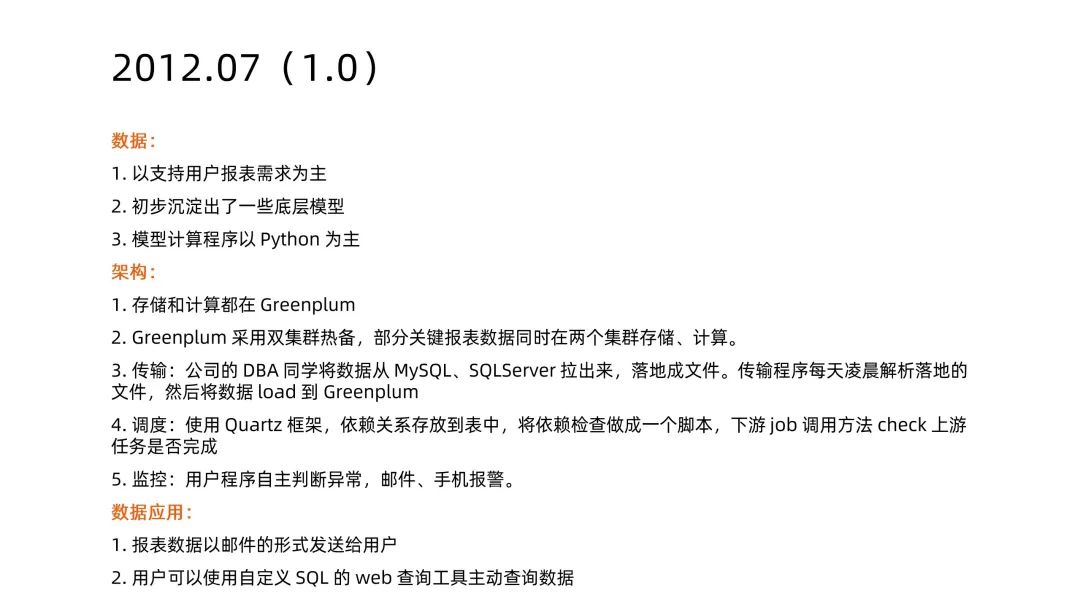 2012.07（1.0）
数据：
1. 以支持用户报表需求为主
2. 初步沉淀出了一些底层模型
3. 模型计算程序以 Python 为主
架构：
1. 存储和计算都在 Greenplum
2. Greenplum 采用双集群热备，部分关键报表数据同时在两个集群存储、计算。
3. 传输：公司的 DBA 同学将数据从 MySQL、SQLServer 拉出来，落地成文件。传输程序每天凌晨解析落地的
文件，然后将数据 load 到 Greenplum
4. 调度：使用 Quartz 框架，依赖关系存放到表中，将依赖检查做成一个脚本，下游 job 调用方法 check 上游
任务是否完成
5. 监控：用户程序自主判断异常，邮件、手机报警。
数据应用：
1. 报表数据以邮件的形式发送给用户
2. 用户可以使用自定义 SQL 的 web 查询工具主动查询数据